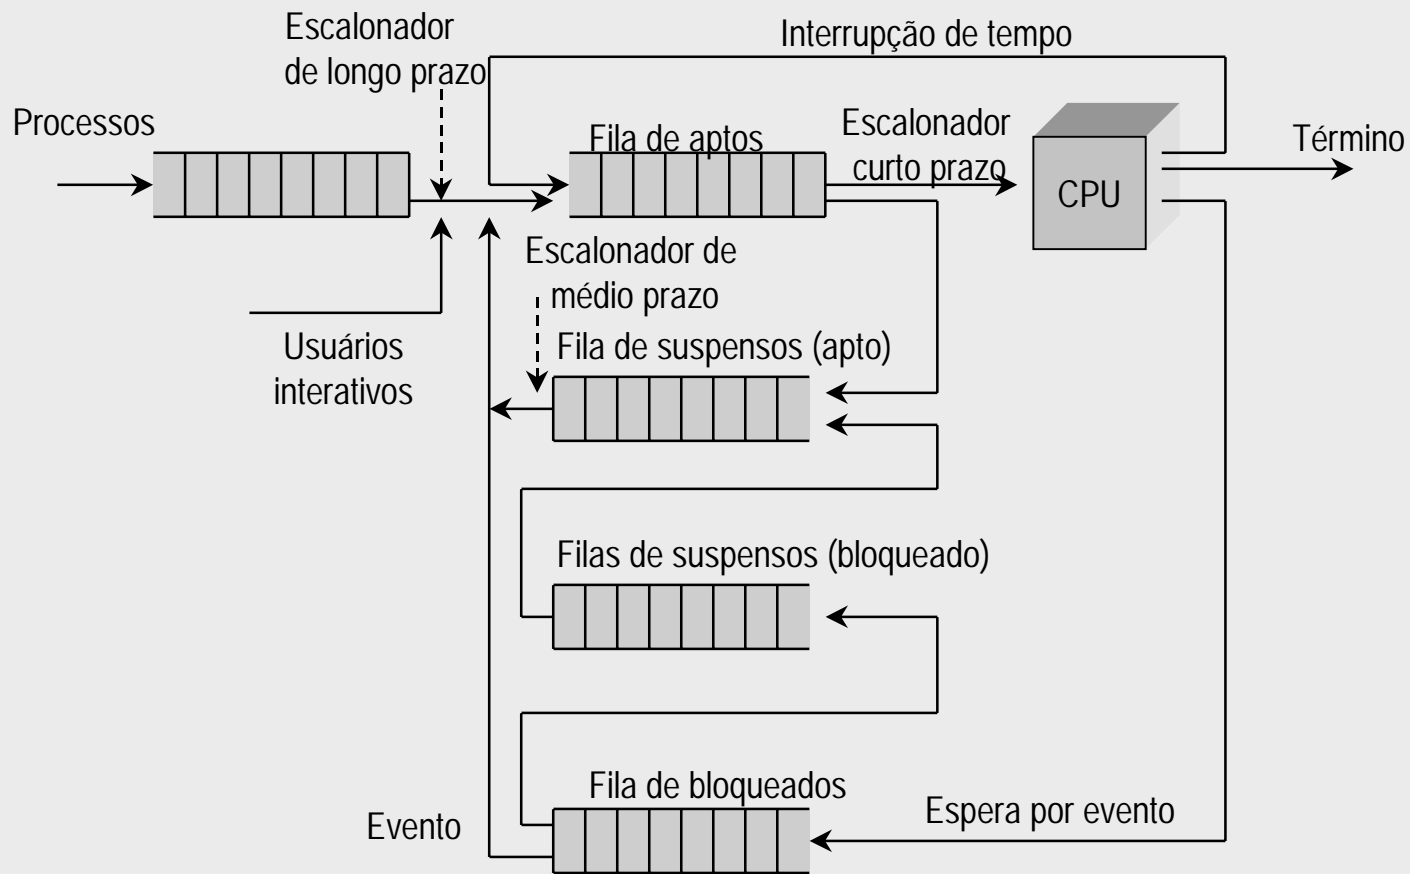 Escalonador
de longo prazo
Interrupção de tempo
Processos
Fila de aptos
Escalonador
curto prazo
CPU
Término
Escalonador de
médio prazo
Usuários
interativos
Fila de suspensos (apto)
Filas de suspensos (bloqueado)
Fila de bloqueados
Evento
Espera por evento